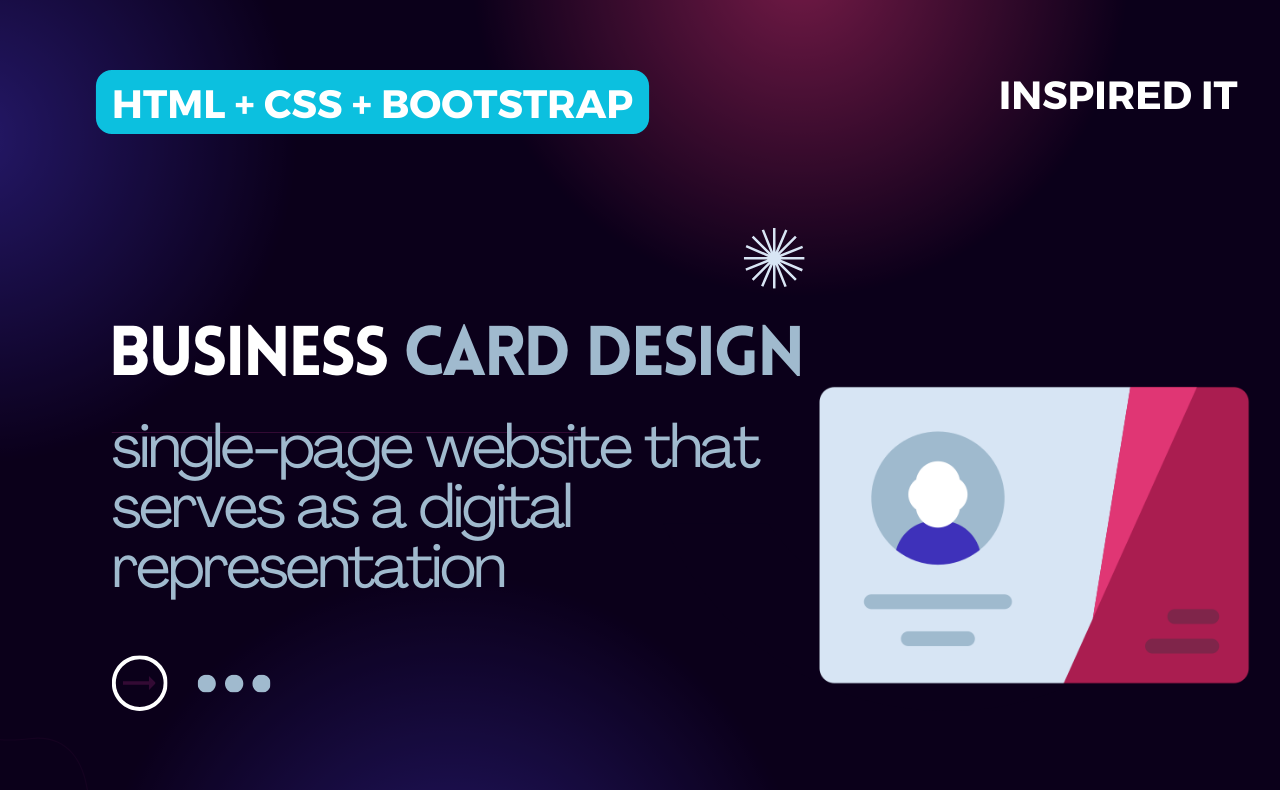 HTML + CSS + BOOTSTRAP
INSPIRED IT
BUSINESS CARD DESIGN
single-page website that
serves as a digital
representation